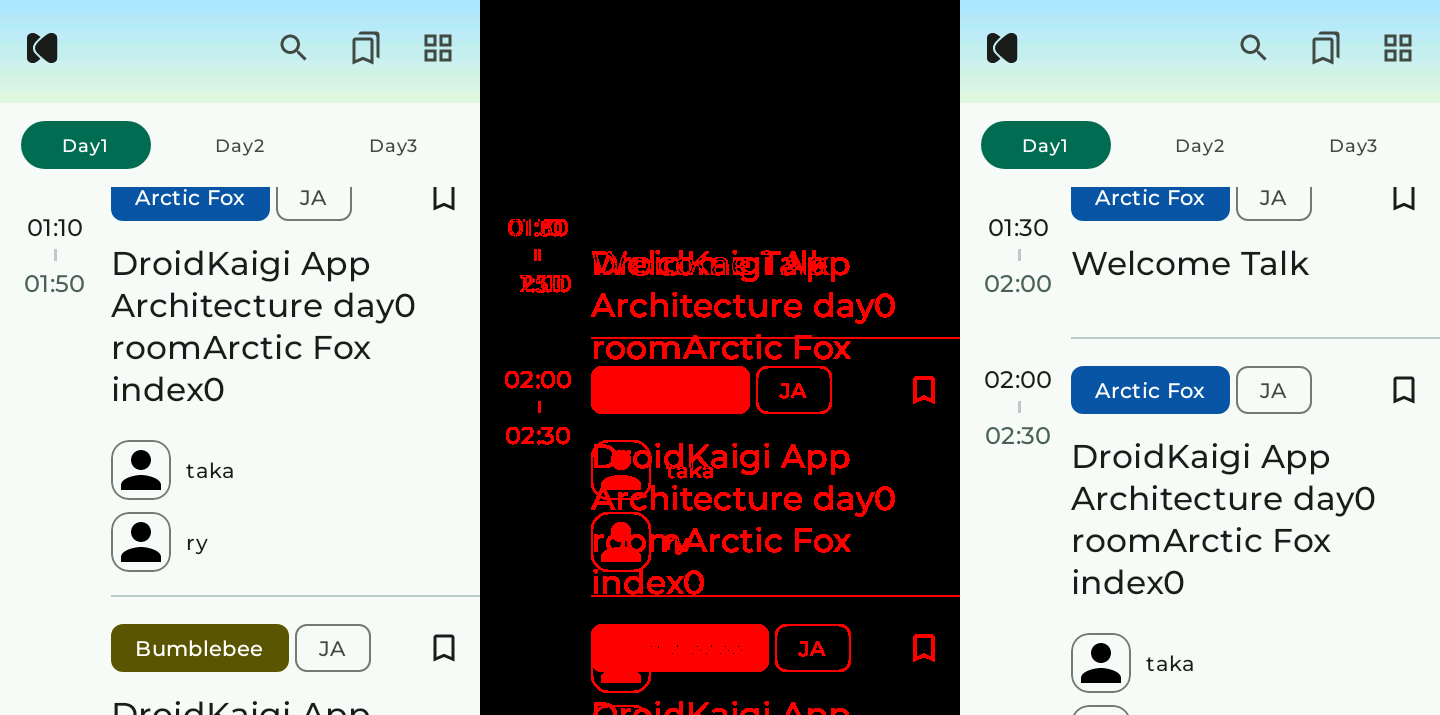 Day1 Day2 Day3
Arctic Fox JA
01:10
01:50
DroidKaigi App
Architecture day0
roomArctic Fox
index0
taka
ry
Bumblebee JA
DroidKaigi App
Architecture day0
roomArctic Fox
02:00
02:30
JA
DroidKaigi App
taka
Architecture day0
roomArctic Fox
index0
JA
DroidKaigi App
Day1 Day2 Day3
Arctic Fox JA
01:30
02:00
Welcome Talk
02:00
02:30
Arctic Fox JA
DroidKaigi App
Architecture day0
roomArctic Fox
index0
taka